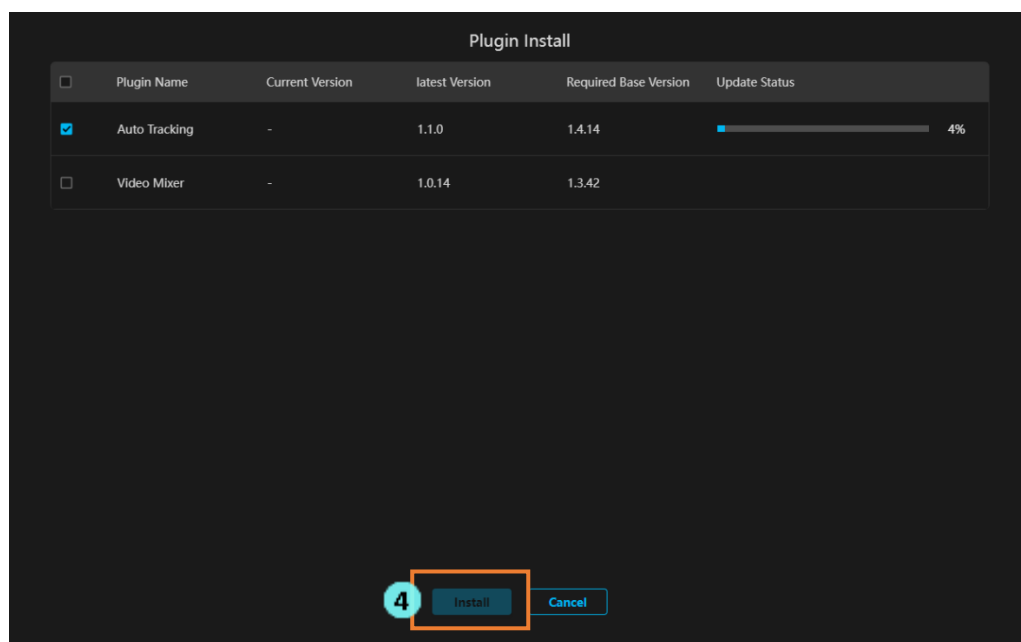 Plugin Install
Plugin Name Current Version latest Version Required Base Version Update Status
Auto Tracking - 1.1.0 1.4.14 4%
Video Mixer - 1.0.14 1.3.42
4 Install Cancel